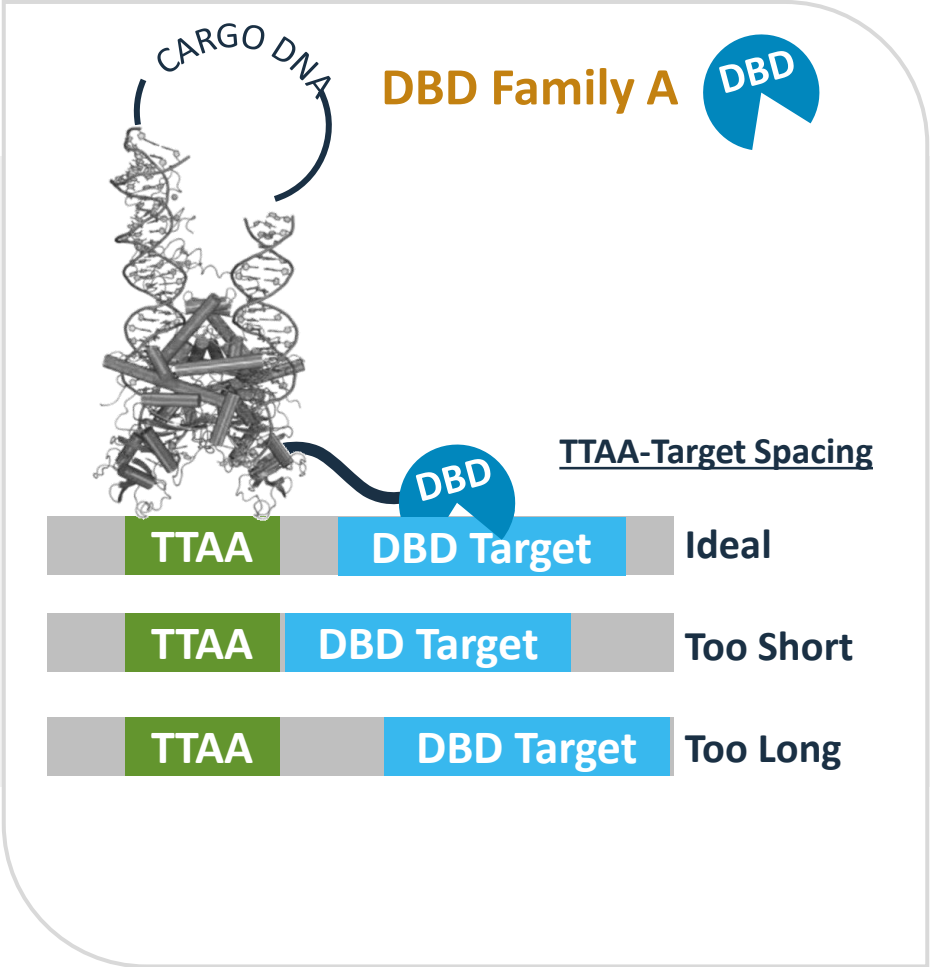 CARGO DNA
DBD Family A
DBD
TTAA-Target Spacing
DBD
TTAA
DBD Target
Ideal
TTAA
DBD Target
Too Short
TTAA
DBD Target
Too Long